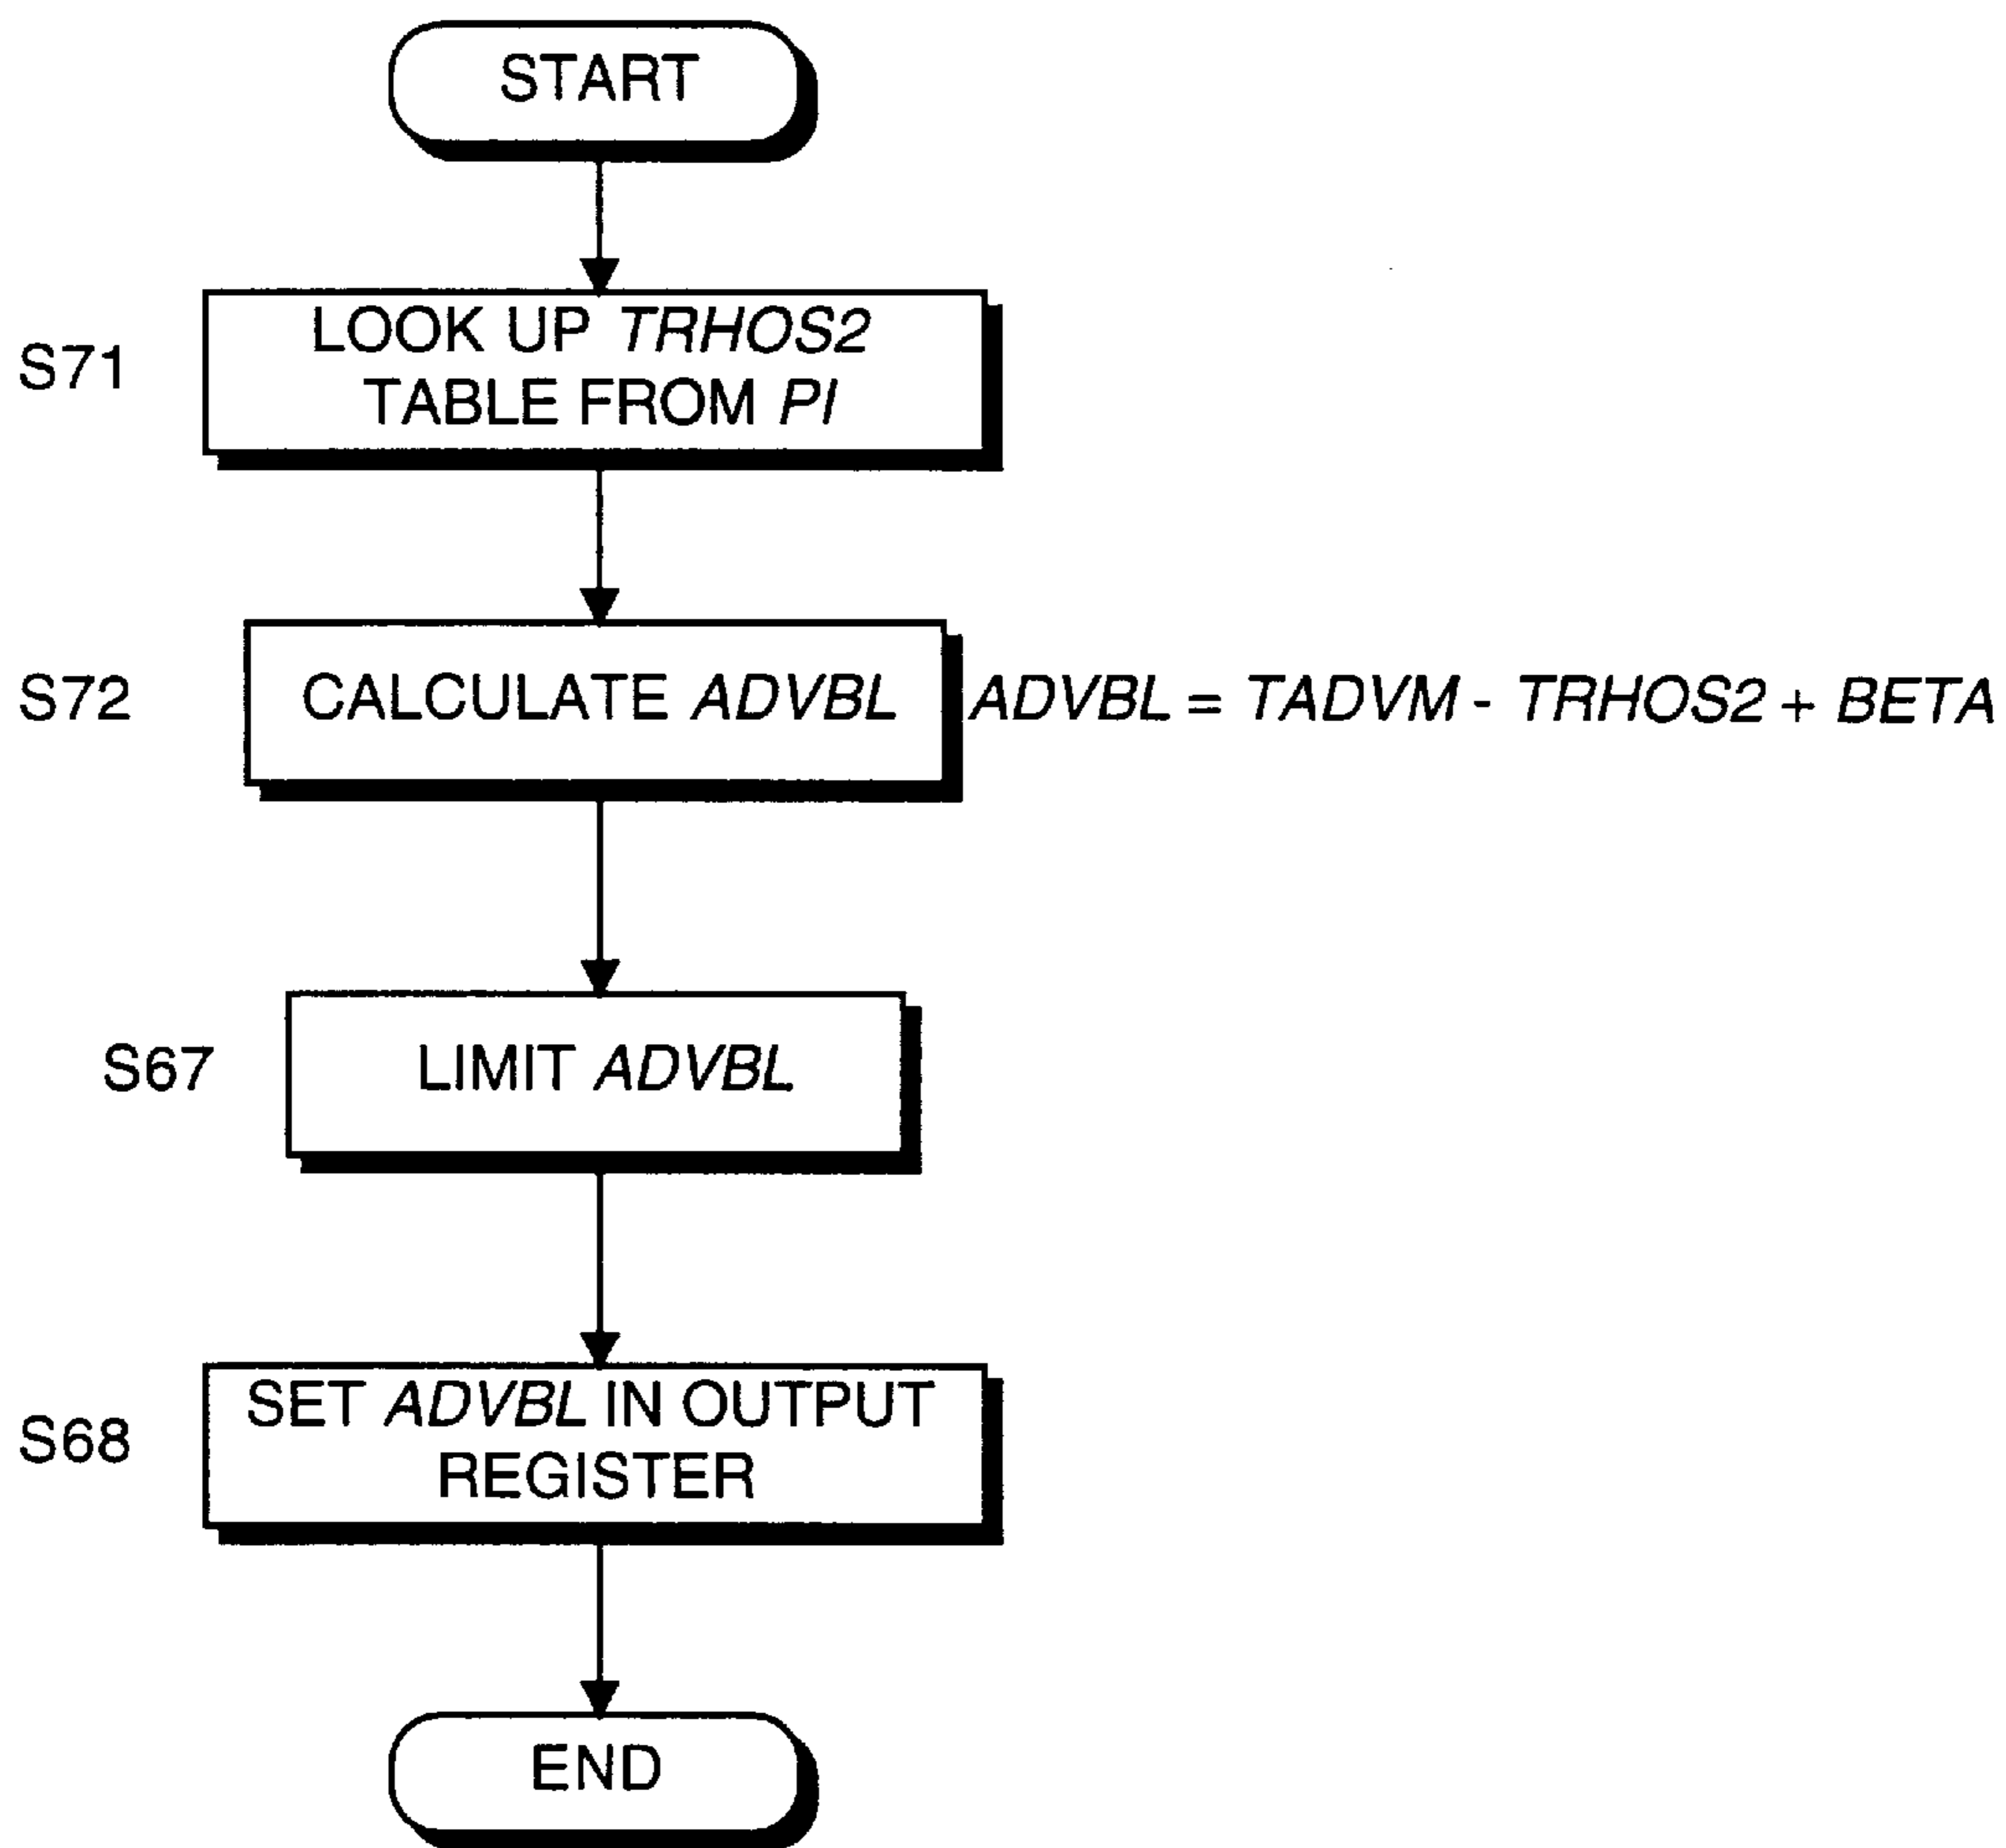 START
S71
LOOK UP TRHOS2
TABLE FROM PI
S72
CALCULATE ADVBL
ADVBL = TADVM - TRHOS2 + BETA
S67
LIMIT ADVBL
S68
SET ADVBL IN OUTPUT
REGISTER
END